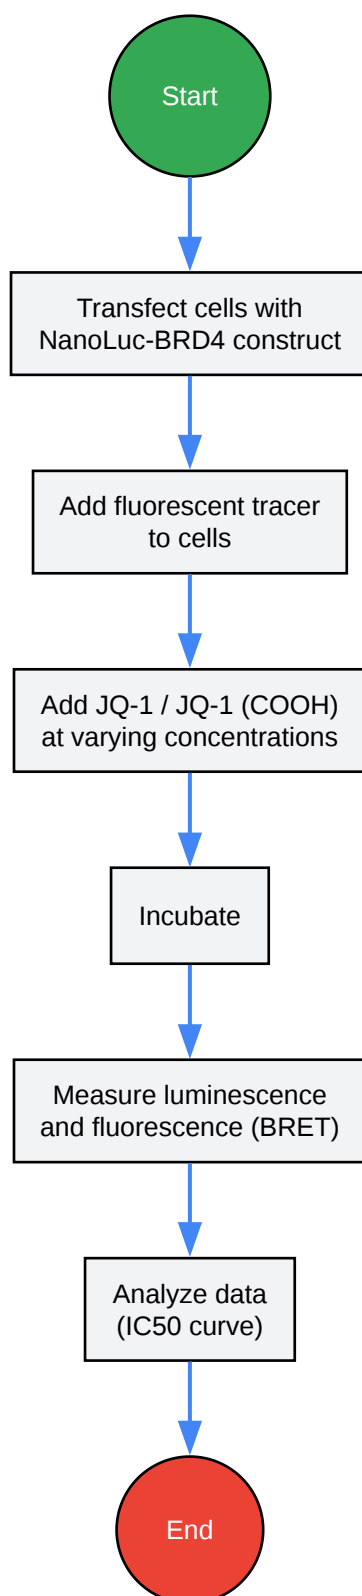 Start
Transfect cells with
NanoLuc-BRD4 construct
Add fluorescent tracer
to cells
Add JQ-1 / JQ-1 (COOH)
at varying concentrations
Incubate
Measure luminescence
and fluorescence (BRET)
Analyze data
(IC50 curve)
End